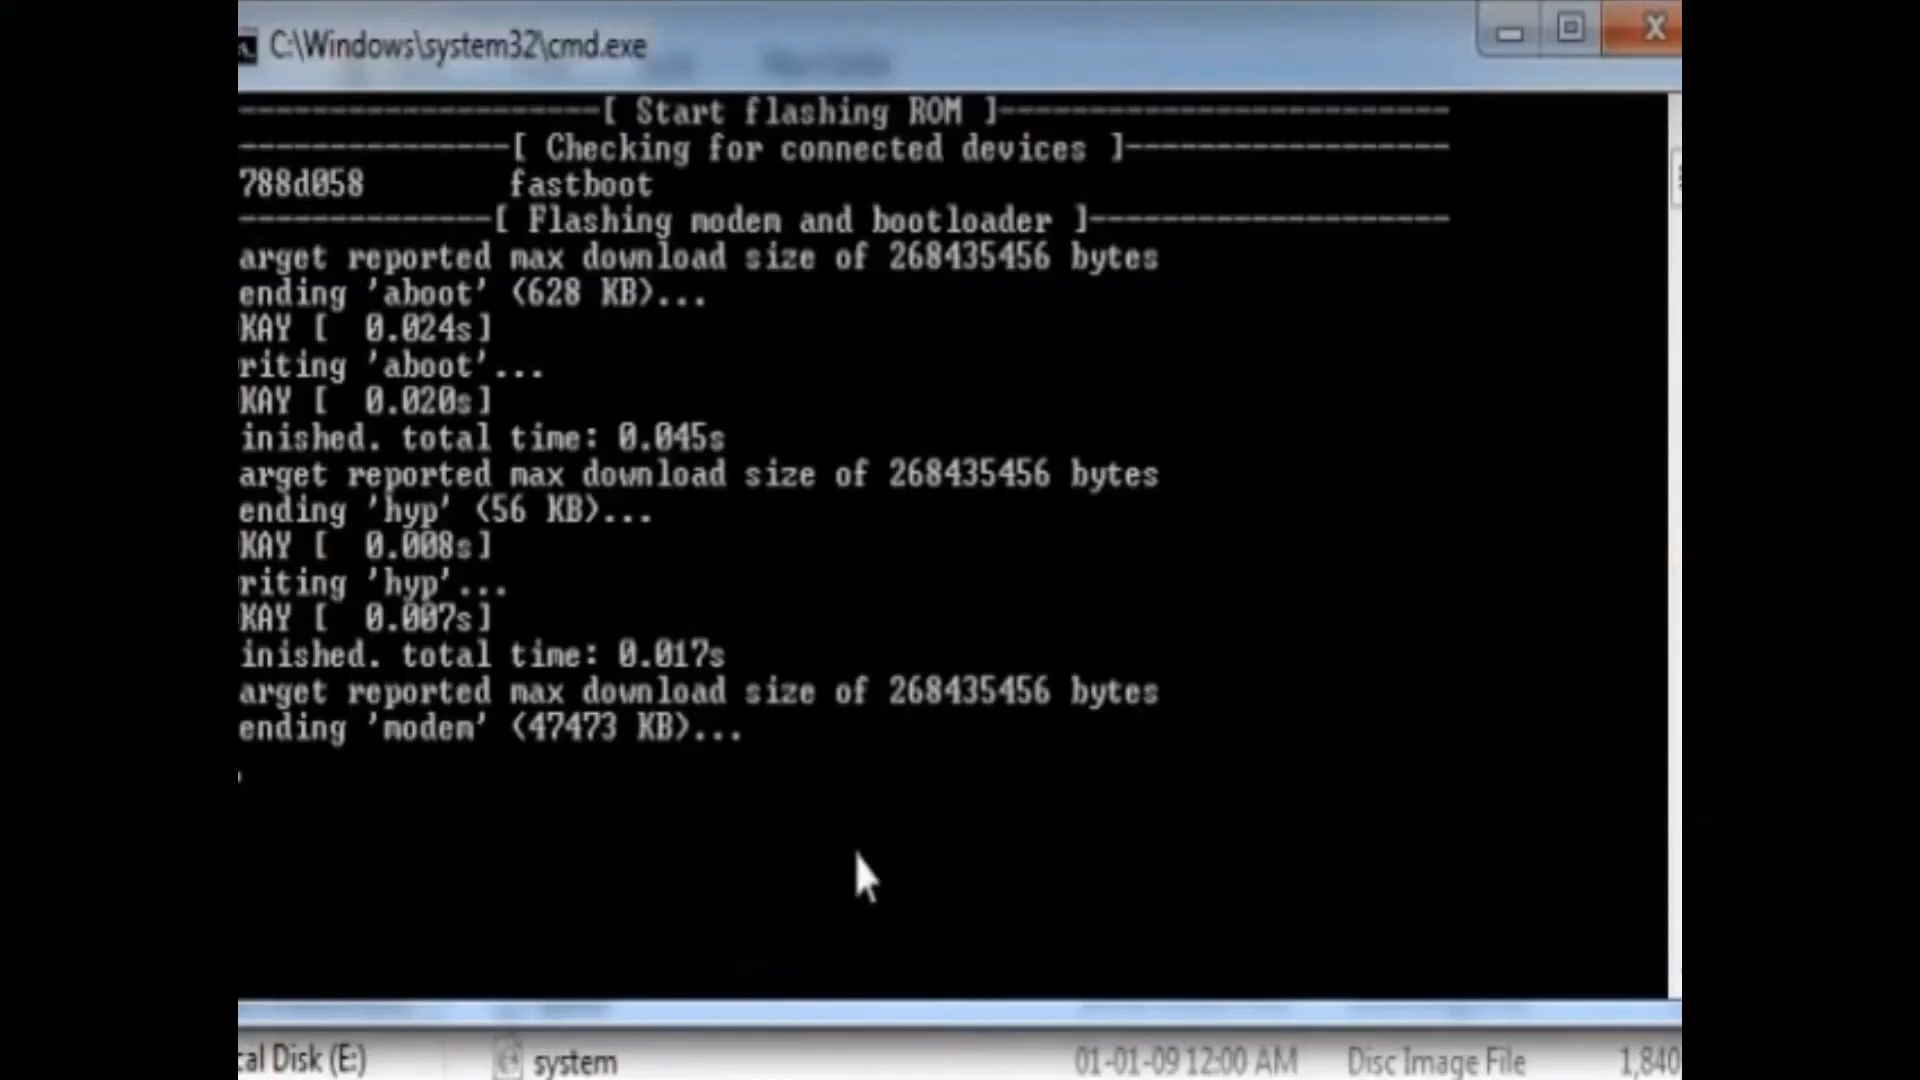 C:\Windows\system32\cmd.exe
--------------------[ Start flashing ROM ]-------------------------
---------------[ Checking for connected devices ]------------------
788d058        fastboot
--------------[ Flashing modem and bootloader ]--------------------
arget reported max download size of 268435456 bytes
ending 'aboot' (628 KB)...
KAY [  0.024s]
riting 'aboot'...
KAY [  0.020s]
inished. total time: 0.045s
arget reported max download size of 268435456 bytes
ending 'hyp' (56 KB)...
KAY [  0.008s]
riting 'hyp'...
KAY [  0.007s]
inished. total time: 0.017s
arget reported max download size of 268435456 bytes
ending 'modem' (47473 KB)...
cal Disk (E:) system 01-01-09 12:00 AM Disc Image File 1,840